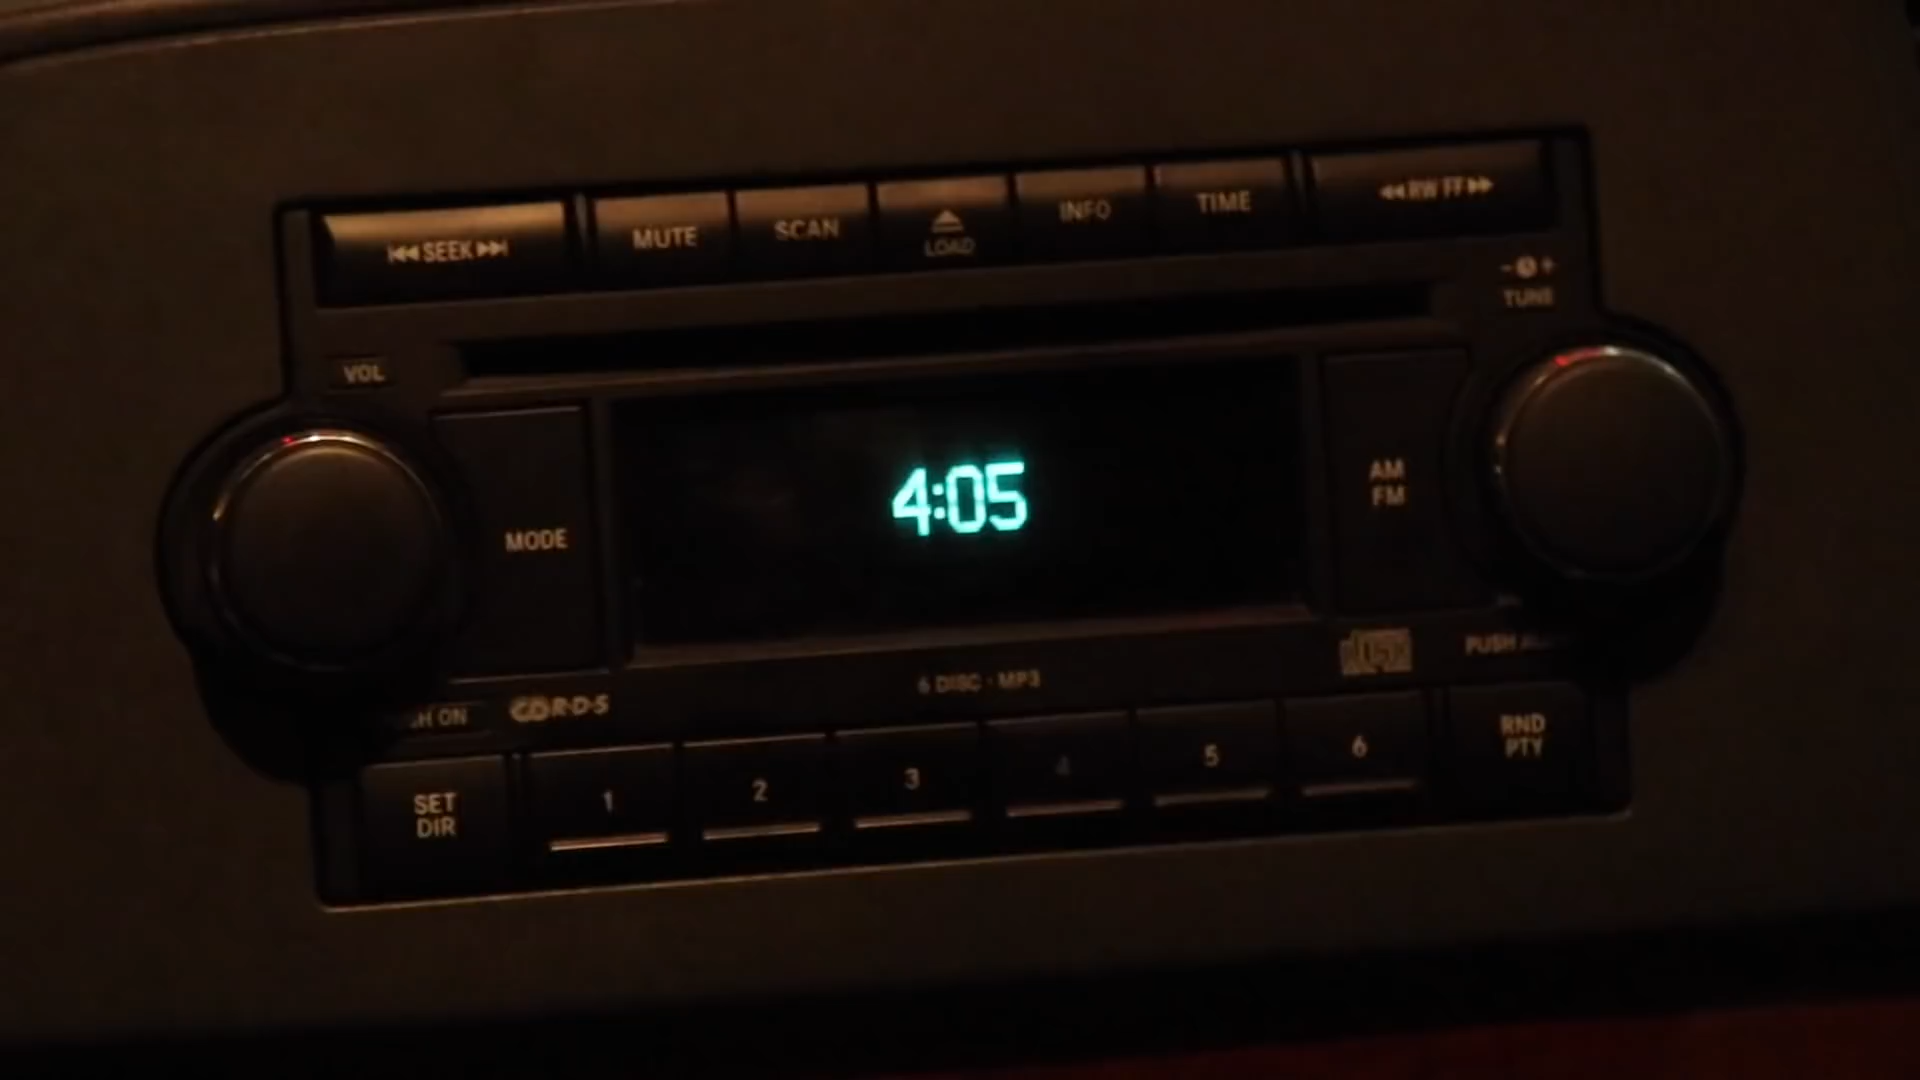 SEEK
MUTE
SCAN
LOAD
INFO
TIME
RW FF
- +
TUNE
VOL
MODE
4:05
AM
FM
6 DISC · MP3
PUSH
ON
R·D·S
SET
DIR
1
2
3
4
5
6
RND
PTY